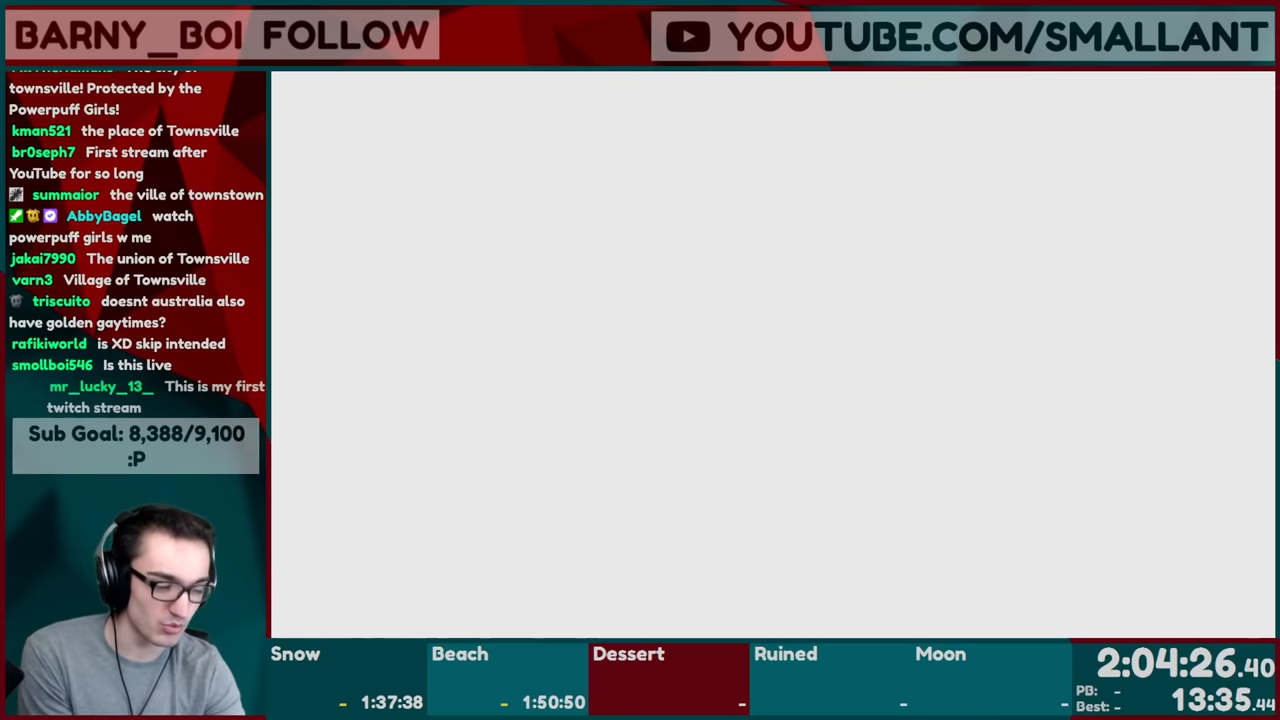 BARNY__BOI FOLLOW
YOUTUBE.COM/SMALLANT
townsville! Protected by the
Powerpuff Girls!
kman521 the place of Townsville
br0seph7 First stream after
YouTube for so long
summaior the ville of townstown
AbbyBagel watch
powerpuff girls w me
jakai7990 The union of Townsville
varn3 Village of Townsville
triscuito doesnt australia also
have golden gaytimes?
rafikiworld is XD skip intended
smollboi546 Is this live
mr_lucky_13_ This is my first
twitch stream
Sub Goal: 8,388/9,100
:P
Snow
- 1:37:38
Beach
- 1:50:50
Dessert
-
Ruined
-
Moon
-
2:04:26.40
PB: -
Best: -
13:35.44